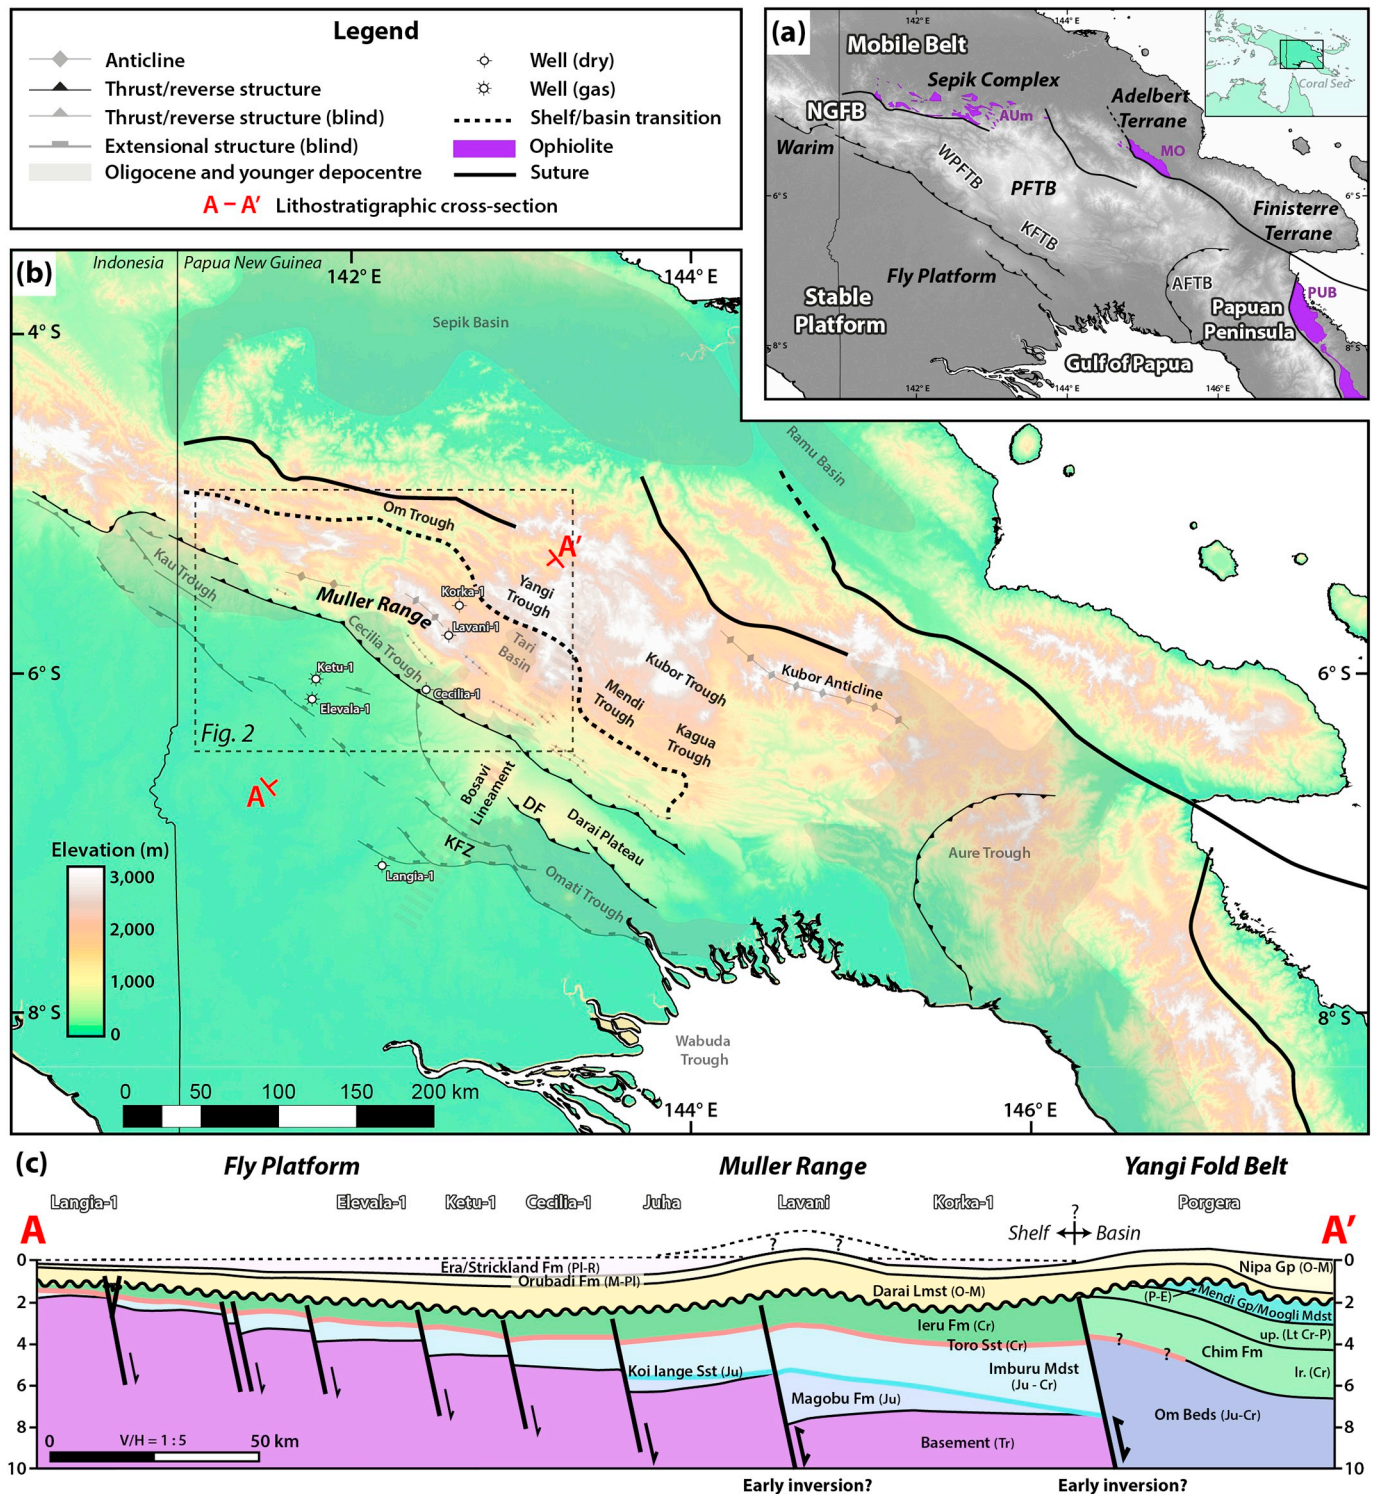 Legend
Anticline
Thrust/reverse structure
Thrust/reverse structure (blind)
Extensional structure (blind)
Oligocene and younger depocentre
Well (dry)
Well (gas)
Shelf/basin transition
Ophiolite
Suture
A – A’ Lithostratigraphic cross-section
(a)
142° E
144° E
Mobile Belt
Sepik Complex
Coral Sea
NGFB
AUm
Adelbert
Terrane
Warim
MO
WPFTB
PFTB
6° S
6° S
KFTB
Finisterre
Terrane
Fly Platform
AFTB
Stable
Platform
Papuan
Peninsula
PUB
8° S
8° S
Gulf of Papua
142° E
144° E
146° E
(b)
Indonesia
Papua New Guinea
142° E
144° E
4° S
Sepik Basin
Ramu Basin
Om Trough
A’
Kau Trough
Muller Range
Korka-1
Yangi
Trough
Lavani-1
Cecilia Trough
Tari
Basin
6° S
6° S
Ketu-1
Cecilia-1
Elevala-1
Kubor Trough
Kubor Anticline
Mendi
Trough
Kagua
Trough
Fig. 2
A
Bosavi
Lineament
DF
Darai Plateau
KFZ
Langia-1
Omati Trough
Aure Trough
Elevation (m)
3,000
2,000
1,000
0
8° S
8° S
Wabuda
Trough
0 50 100 150 200 km
144° E
146° E
(c)
Fly Platform
Muller Range
Yangi Fold Belt
Langia-1
Elevala-1
Ketu-1
Cecilia-1
Juha
Lavani
Korka-1
Porgera
A
A’
?
Shelf
Basin
? ?
0
2
4
6
8
10
0
2
4
6
8
10
Era/Strickland Fm (Pl-R)
Orubadi Fm (M-Pl)
Darai Lmst (O-M)
Nipa Gp (O-M)
(P-E)
Mendi Gp/Moogli Mdst
Ieru Fm (Cr)
Toro Sst (Cr)
up. (Lt Cr-P)
Chim Fm
lr. (Cr)
? ?
Koi Iange Sst (Ju)
Imburu Mdst
(Ju - Cr)
Magobu Fm (Ju)
Om Beds (Ju-Cr)
Basement (Tr)
0 V/H = 1 : 5 50 km
Early inversion?
Early inversion?